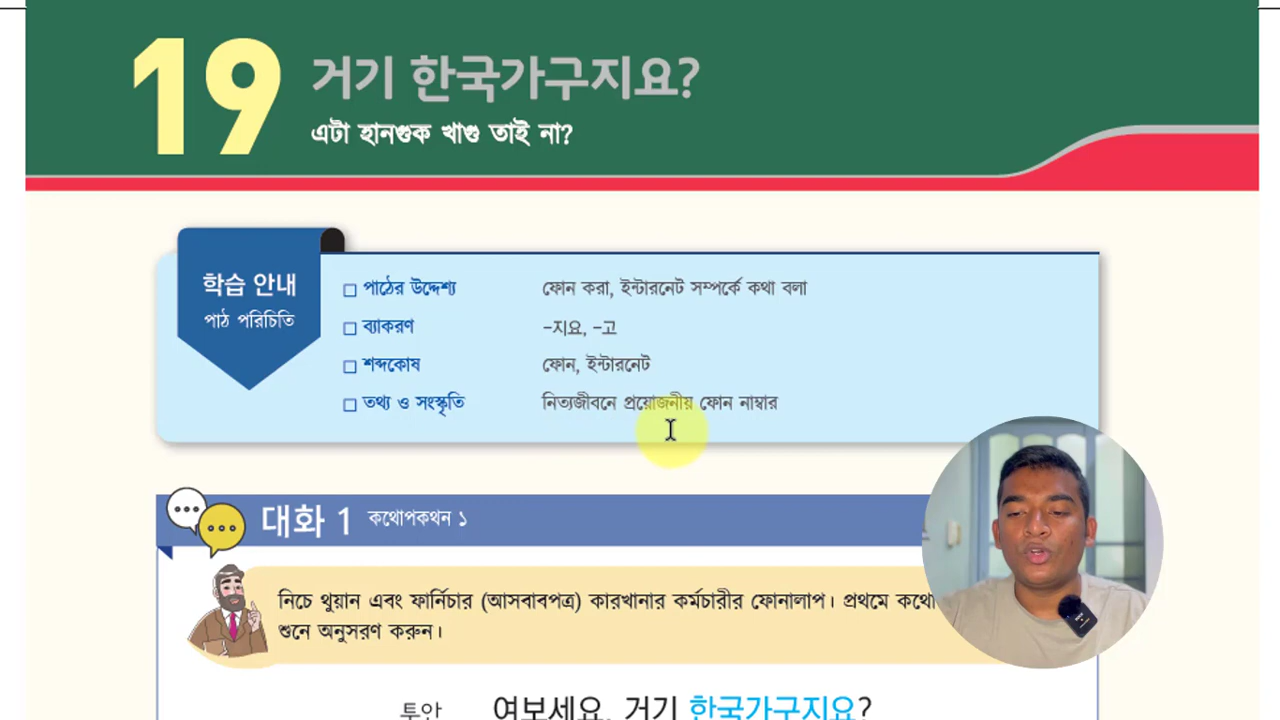 19
거기 한국가구지요?
এটা হানগুক খাগু তাই না?
학습 안내
পাঠ পরিচিতি
□ পাঠের উদ্দেশ্য ফোন করা, ইন্টারনেট সম্পর্কে কথা বলা
□ ব্যাকরণ –지요, –고
□ শব্দকোষ ফোন, ইন্টারনেট
□ তথ্য ও সংস্কৃতি নিত্যজীবনে প্রয়োজনীয় ফোন নাম্বার
대화 1 কথোপকথন ১
নিচে থুয়ান এবং ফার্নিচার (আসবাবপত্র) কারখানার কর্মচারীর ফোনালাপ। প্রথমে
শুনে অনুসরণ করুন।
투안 여보세요. 거기 한국가구지요?